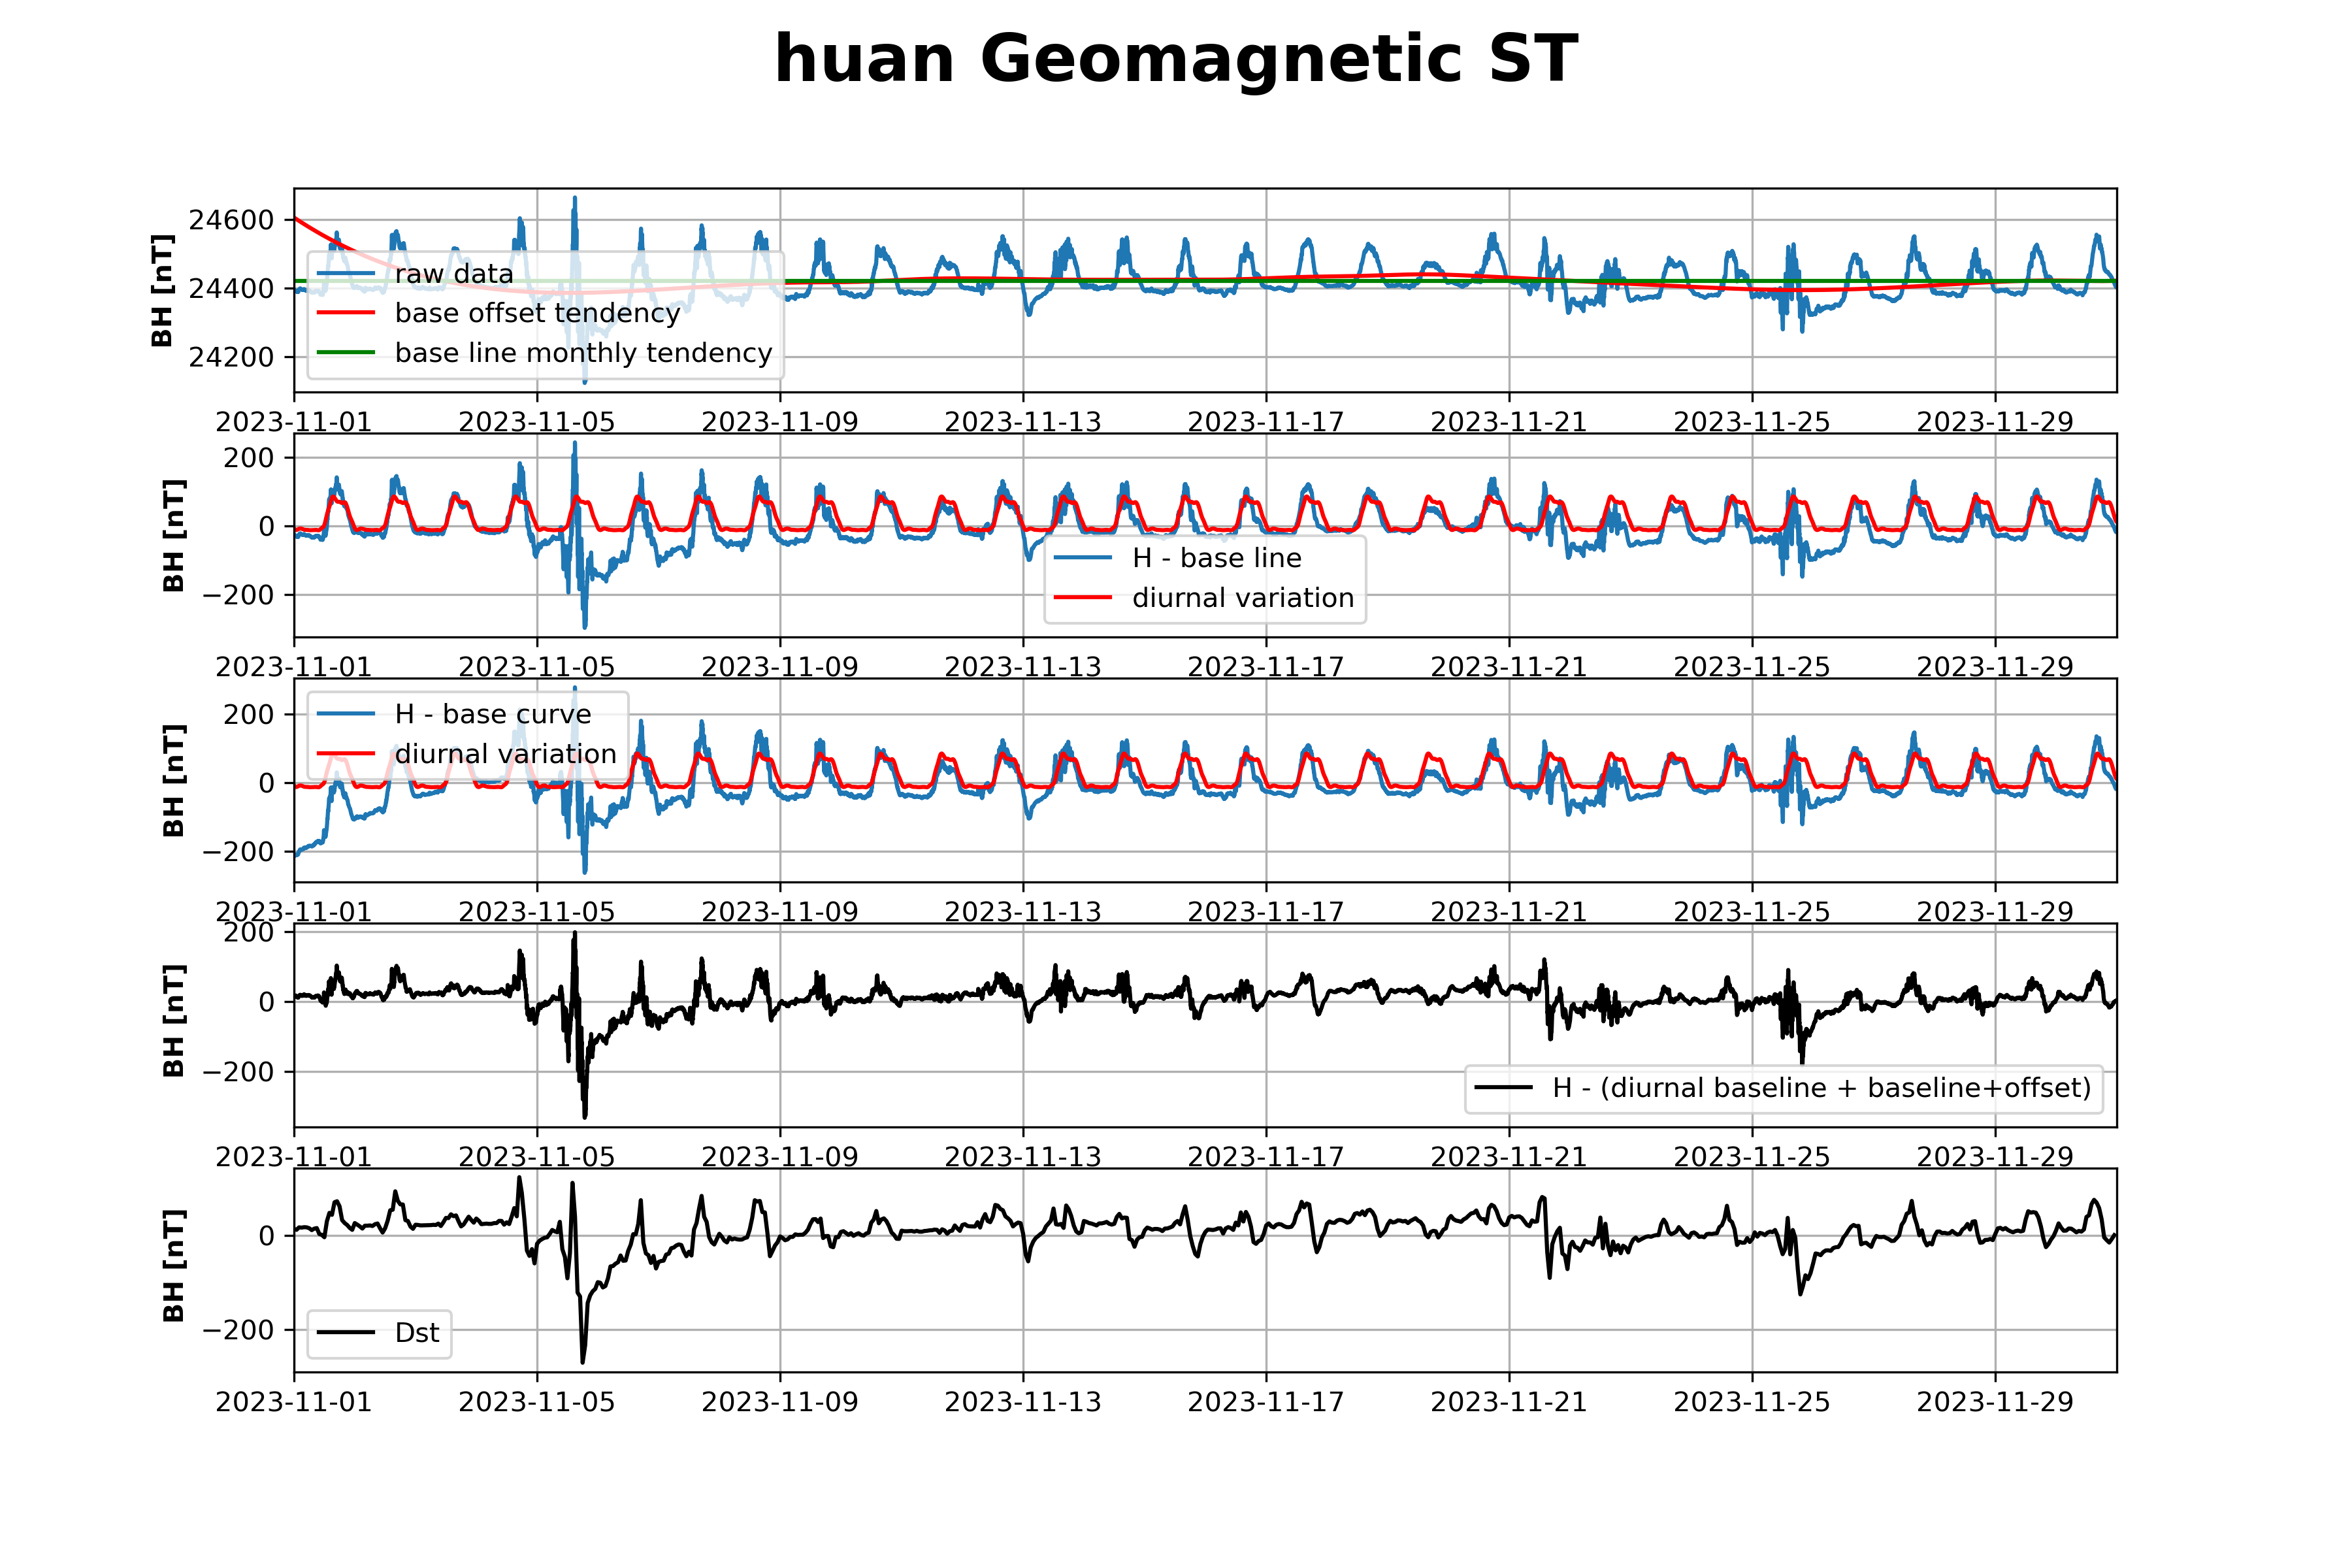 huan Geomagnetic ST
BH [nT]
24600
24400
24200
raw data
base offset tendency
base line monthly tendency
2023-11-01 2023-11-05 2023-11-09 2023-11-13 2023-11-17 2023-11-21 2023-11-25 2023-11-29
BH [nT]
200
0
−200
H - base line
diurnal variation
2023-11-01 2023-11-05 2023-11-09 2023-11-13 2023-11-17 2023-11-21 2023-11-25 2023-11-29
BH [nT]
200
0
−200
H - base curve
diurnal variation
2023-11-01 2023-11-05 2023-11-09 2023-11-13 2023-11-17 2023-11-21 2023-11-25 2023-11-29
BH [nT]
200
0
−200
H - (diurnal baseline + baseline+offset)
2023-11-01 2023-11-05 2023-11-09 2023-11-13 2023-11-17 2023-11-21 2023-11-25 2023-11-29
BH [nT]
0
−200
Dst
2023-11-01 2023-11-05 2023-11-09 2023-11-13 2023-11-17 2023-11-21 2023-11-25 2023-11-29